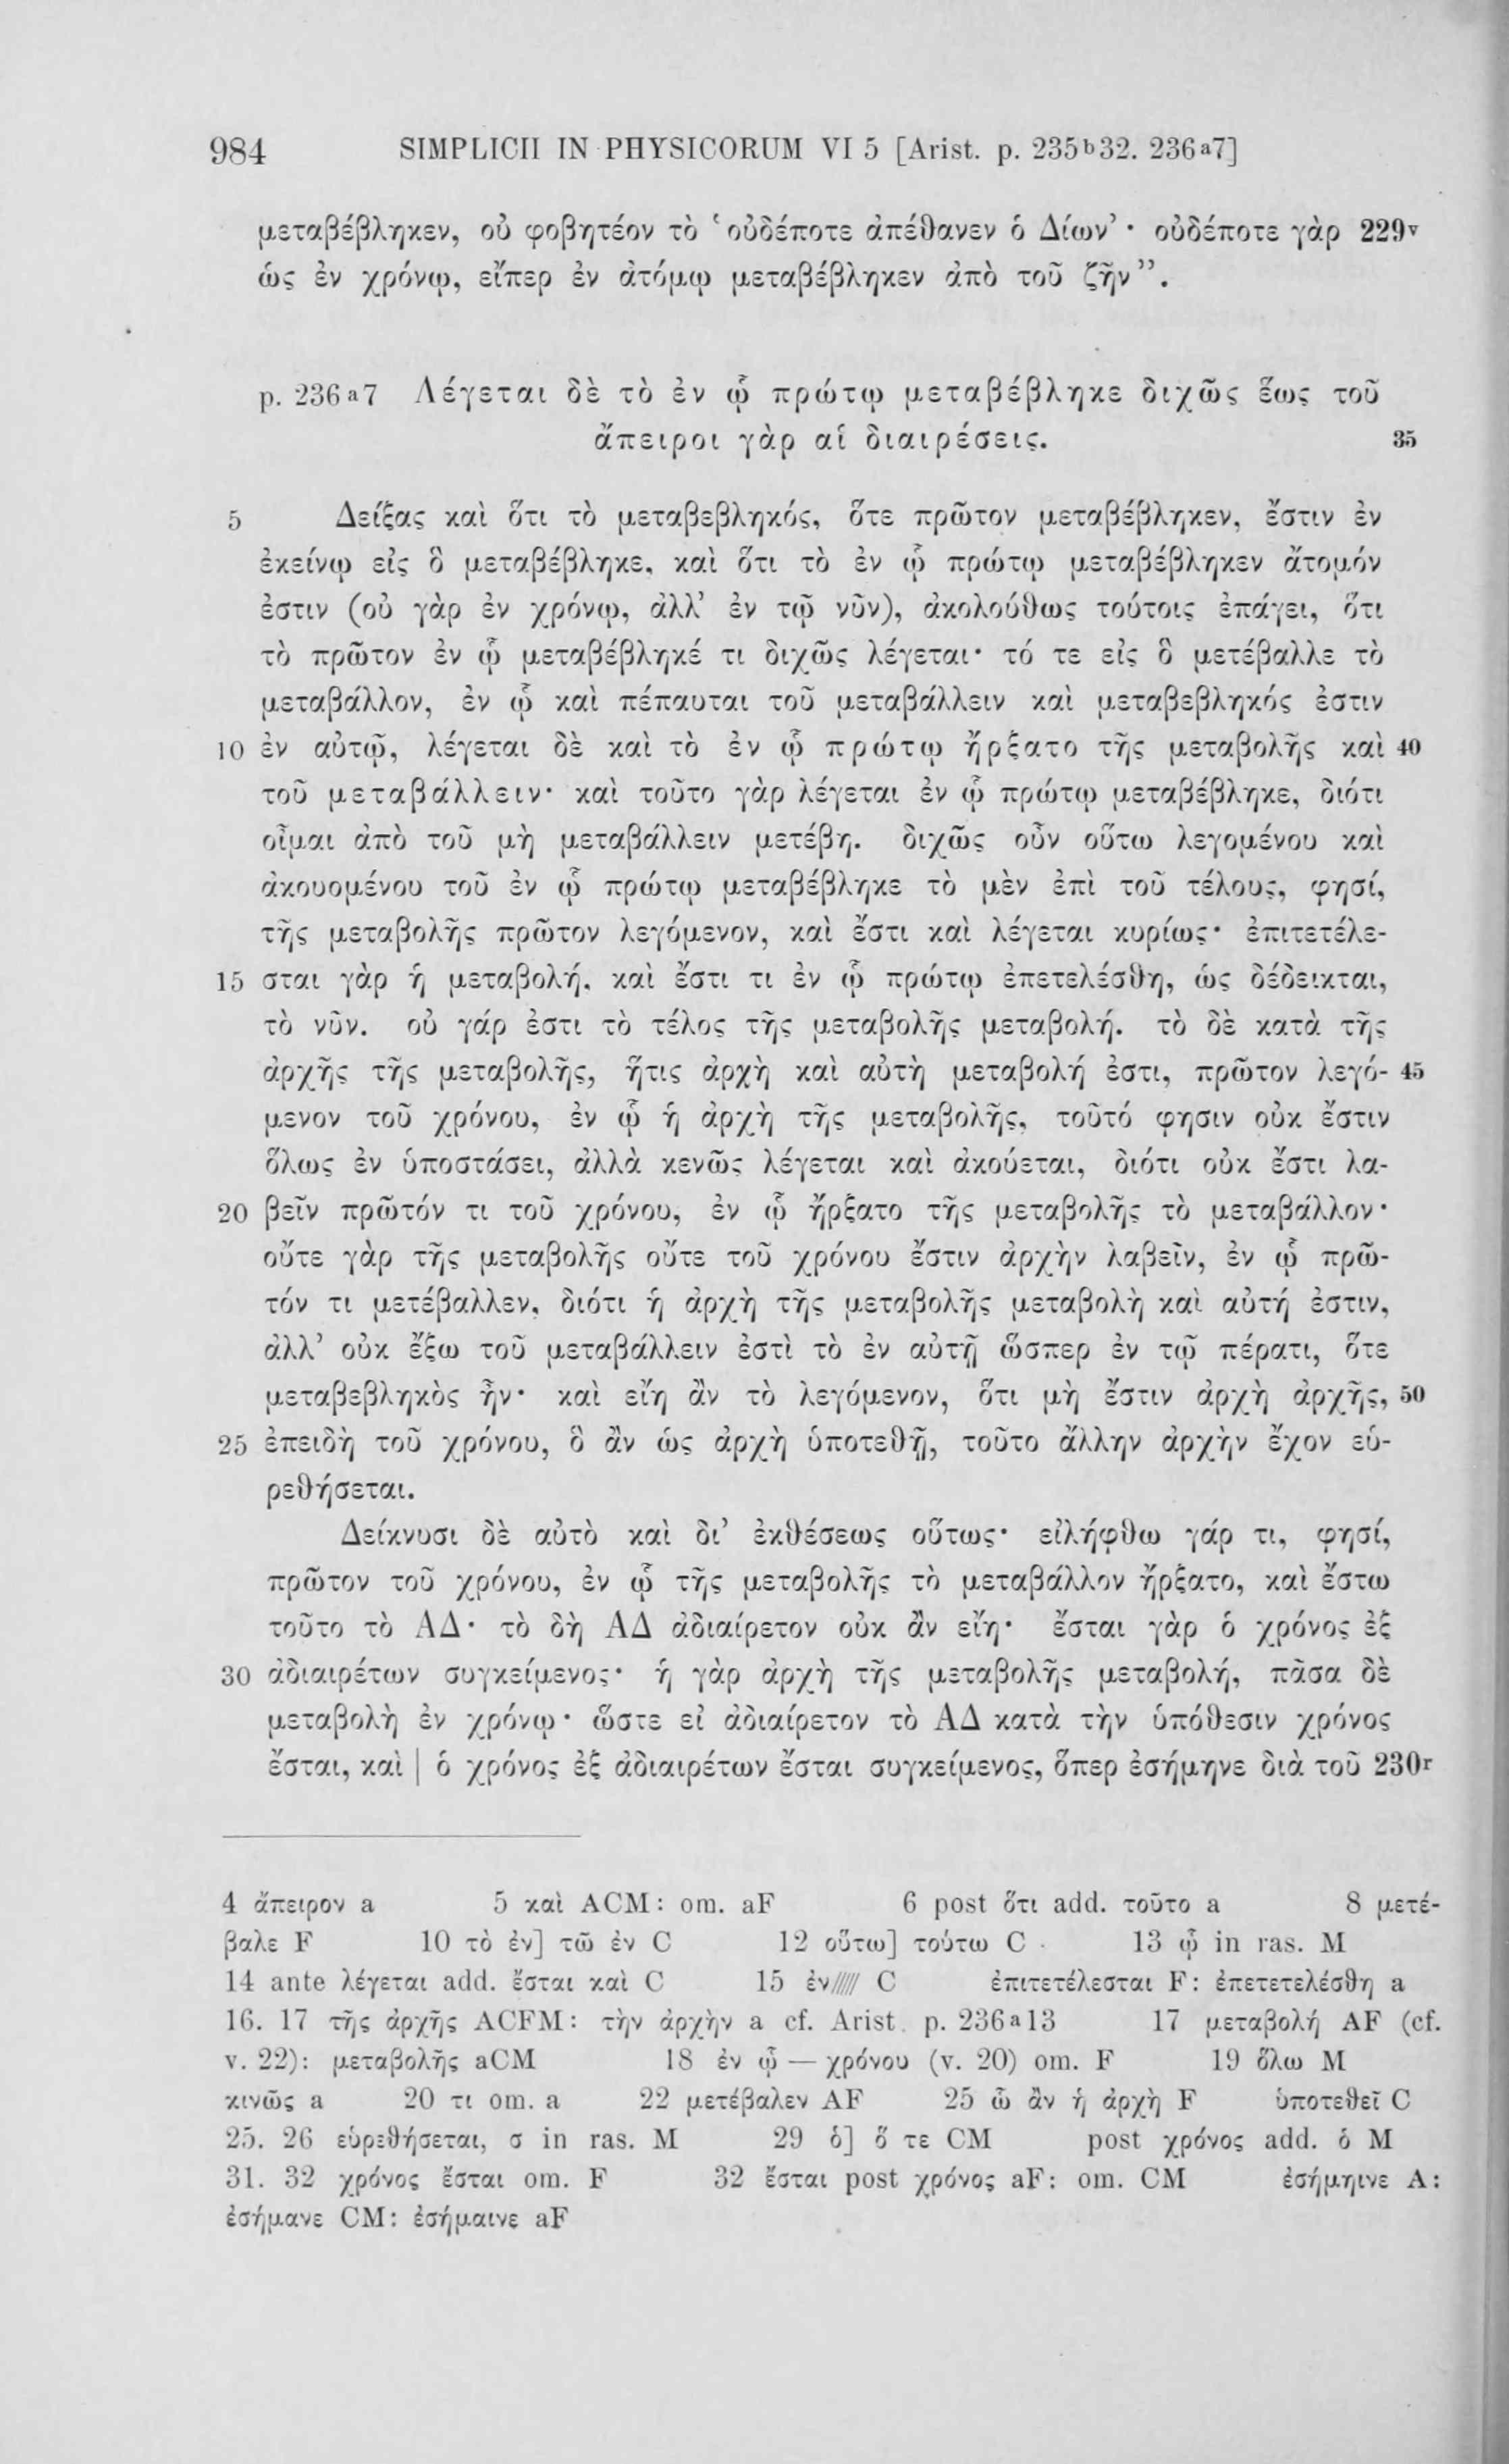 984 SIMPLICII IN PHYSICORUM VI 5 [Arist. p. 235b32. 236a7]
μεταβέβληκεν, οὐ φοβητέον τὸ ‘οὐδέποτε ἀπέθανεν ὁ Δίων’· οὐδέποτε γὰρ 229v
ὡς ἐν χρόνῳ, εἴπερ ἐν ἀτόμῳ μεταβέβληκεν ἀπὸ τοῦ ζῆν”.
p. 236a7 Λέγεται δὲ τὸ ἐν ᾧ πρώτῳ μεταβέβληκε διχῶς ἕως τοῦ
ἄπειροι γὰρ αἱ διαιρέσεις. 35
5 Δείξας καὶ ὅτι τὸ μεταβεβληκός, ὅτε πρῶτον μεταβέβληκεν, ἔστιν ἐν
ἐκείνῳ εἰς ὃ μεταβέβληκε, καὶ ὅτι τὸ ἐν ᾧ πρώτῳ μεταβέβληκεν ἄτομόν
ἐστιν (οὐ γὰρ ἐν χρόνῳ, ἀλλ’ ἐν τῷ νῦν), ἀκολούθως τούτοις ἐπάγει, ὅτι
τὸ πρῶτον ἐν ᾧ μεταβέβληκέ τι διχῶς λέγεται· τό τε εἰς ὃ μετέβαλλε τὸ
μεταβάλλον, ἐν ᾧ καὶ πέπαυται τοῦ μεταβάλλειν καὶ μεταβεβληκός ἐστιν
10 ἐν αὐτῷ, λέγεται δὲ καὶ τὸ ἐν ᾧ πρώτῳ ἤρξατο τῆς μεταβολῆς καὶ 40
τοῦ μεταβάλλειν· καὶ τοῦτο γὰρ λέγεται ἐν ᾧ πρώτῳ μεταβέβληκε, διότι
οἶμαι ἀπὸ τοῦ μὴ μεταβάλλειν μετέβη. διχῶς οὖν οὕτω λεγομένου καὶ
ἀκουομένου τοῦ ἐν ᾧ πρώτῳ μεταβέβληκε τὸ μὲν ἐπὶ τοῦ τέλους, φησί,
τῆς μεταβολῆς πρῶτον λεγόμενον, καὶ ἔστι καὶ λέγεται κυρίως· ἐπιτετέλε-
15 σται γὰρ ἡ μεταβολή, καὶ ἔστι τι ἐν ᾧ πρώτῳ ἐπετελέσθη, ὡς δέδεικται,
τὸ νῦν. οὐ γάρ ἐστι τὸ τέλος τῆς μεταβολῆς μεταβολή. τὸ δὲ κατὰ τῆς
ἀρχῆς τῆς μεταβολῆς, ἥτις ἀρχὴ καὶ αὐτὴ μεταβολή ἐστι, πρῶτον λεγό- 45
μενον τοῦ χρόνου, ἐν ᾧ ἡ ἀρχὴ τῆς μεταβολῆς, τοῦτό φησιν οὐκ ἔστιν
ὅλως ἐν ὑποστάσει, ἀλλὰ κενῶς λέγεται καὶ ἀκούεται, διότι οὐκ ἔστι λα-
20 βεῖν πρῶτόν τι τοῦ χρόνου, ἐν ᾧ ἤρξατο τῆς μεταβολῆς τὸ μεταβάλλον·
οὔτε γὰρ τῆς μεταβολῆς οὔτε τοῦ χρόνου ἔστιν ἀρχὴν λαβεῖν, ἐν ᾧ πρῶ-
τόν τι μετέβαλλεν, διότι ἡ ἀρχὴ τῆς μεταβολῆς μεταβολὴ καὶ αὐτή ἐστιν,
ἀλλ’ οὐκ ἔξω τοῦ μεταβάλλειν ἐστὶ τὸ ἐν αὐτῇ ὥσπερ ἐν τῷ πέρατι, ὅτε
μεταβεβληκὸς ἦν· καὶ εἴη ἂν τὸ λεγόμενον, ὅτι μὴ ἔστιν ἀρχὴ ἀρχῆς, 50
25 ἐπειδὴ τοῦ χρόνου, ὃ ἂν ὡς ἀρχὴ ὑποτεθῇ, τοῦτο ἄλλην ἀρχὴν ἔχον εὑ-
ρεθήσεται.
Δείκνυσι δὲ αὐτὸ καὶ δι’ ἐκθέσεως οὕτως· εἰλήφθω γάρ τι, φησί,
πρῶτον τοῦ χρόνου, ἐν ᾧ τῆς μεταβολῆς τὸ μεταβάλλον ἤρξατο, καὶ ἔστω
τοῦτο τὸ ΑΔ· τὸ δὴ ΑΔ ἀδιαίρετον οὐκ ἂν εἴη· ἔσται γὰρ ὁ χρόνος ἐξ
30 ἀδιαιρέτων συγκείμενος· ἡ γὰρ ἀρχὴ τῆς μεταβολῆς μεταβολή, πᾶσα δὲ
μεταβολὴ ἐν χρόνῳ· ὥστε εἰ ἀδιαίρετον τὸ ΑΔ κατὰ τὴν ὑπόθεσιν χρόνος
ἔσται, καὶ | ὁ χρόνος ἐξ ἀδιαιρέτων ἔσται συγκείμενος, ὅπερ ἐσήμηνε διὰ τοῦ 230r
4 ἄπειρον a 5 καὶ ACM: om. aF 6 post ὅτι add. τοῦτο a 8 μετέ-
βαλε F 10 τὸ ἐν] τῶ ἐν C 12 οὕτω] τούτω C 13 ᾧ in ras. M
14 ante λέγεται add. ἔσται καὶ C 15 ἐν///// C ἐπιτετέλεσται F: ἐπετετελέσθη a
16. 17 τῆς ἀρχῆς ACFM: τὴν ἀρχὴν a cf. Arist. p. 236a13 17 μεταβολή AF (cf.
v. 22): μεταβολῆς aCM 18 ἐν ᾧ — χρόνου (v. 20) om. F 19 ὅλω M
κινῶς a 20 τι om. a 22 μετέβαλεν AF 25 ὧ ἂν ἡ ἀρχὴ F ὑποτεθεῖ C
25. 26 εὑρεθήσεται, σ in ras. M 29 ὁ] ὅ τε CM post χρόνος add. ὁ M
31. 32 χρόνος ἔσται om. F 32 ἔσται post χρόνος aF: om. CM ἐσήμηινε A:
ἐσήμανε CM: ἐσήμαινε aF